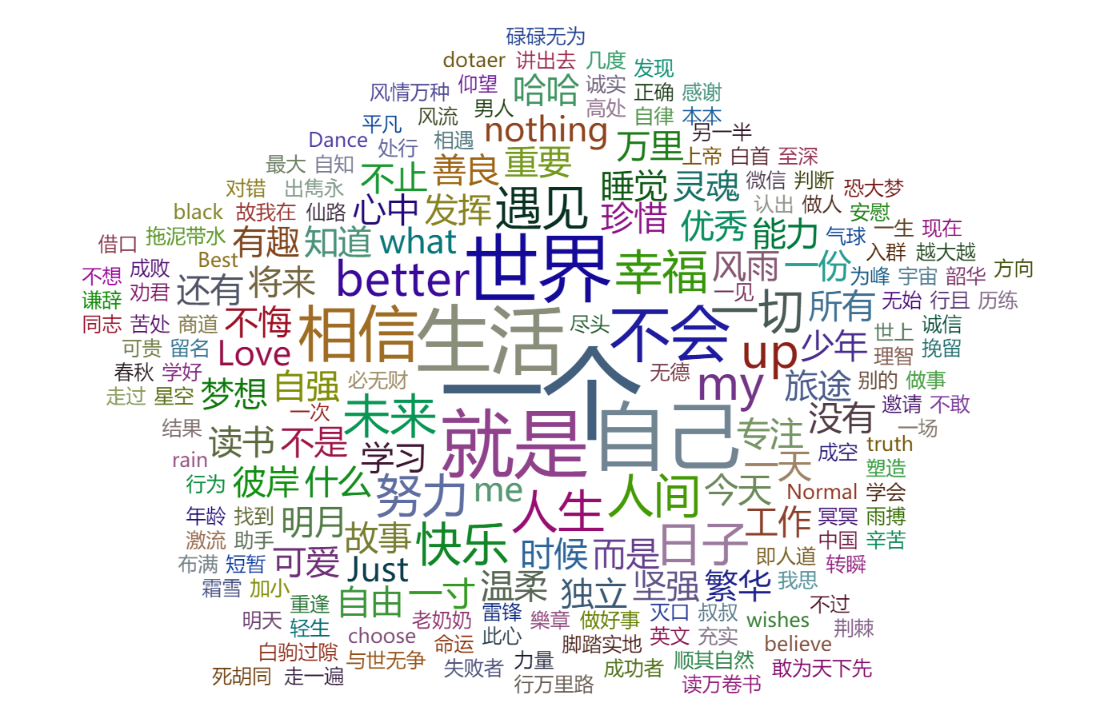 碌碌无为
dotaer 讲出去 几度 发现
风情万种 仰望 哈哈 诚实 正确 感谢
风流 男人 高处 自律 本本
平凡 nothing 另一半
Dance 处行 相遇 重要 万里 上帝 白首 至深
最大 自知 不止 善良 睡觉 灵魂 微信 判断 恐大梦
对错 出雋永 心中 发挥 遇见 珍惜 认出 做人 安慰
black 故我在 仙路 优秀 能力 气球 一生 现在
借口 拖泥带水 有趣 知道 what 世界 幸福 风雨 一份 入群 越大越
Best better 方向
不想 成败 还有 将来 一见 为峰 宇宙 韶华
谦辞 劝君 一切 所有 无始 行且 历练
同志 苦处 商道 不悔 相信 生活 尽头 不会 up 少年 世上 诚信
可贵 留名 Love 理智 挽留
春秋 学好 梦想 自强 必无财 一个 无德 my 旅途 别的 做事
走过 星空 一次 未来 没有 邀请 不敢
结果 读书 不是 就是 自己 专注 一场
rain 学习 一天 成空 truth
行为 彼岸 什么 努力 me 人生 人间 今天 Normal 学会 塑造
年龄 找到 明月 工作 冥冥 雨搏
激流 助手 故事 快乐 时候 而是 日子 即人道 中国 辛苦
布满 短暂 可爱 Just 转瞬
霜雪 加小 自由 一寸 温柔 独立 坚强 繁华 我思
重逢 不过
明天 轻生 老奶奶 雷锋 樂章 做好事 灭口 叔叔 wishes
choose 命运 此心 脚踏实地 英文 充实 believe 荆棘
白驹过隙 与世无争 失败者 力量 成功者 顺其自然 敢为天下先
死胡同 走一遍 行万里路 读万卷书